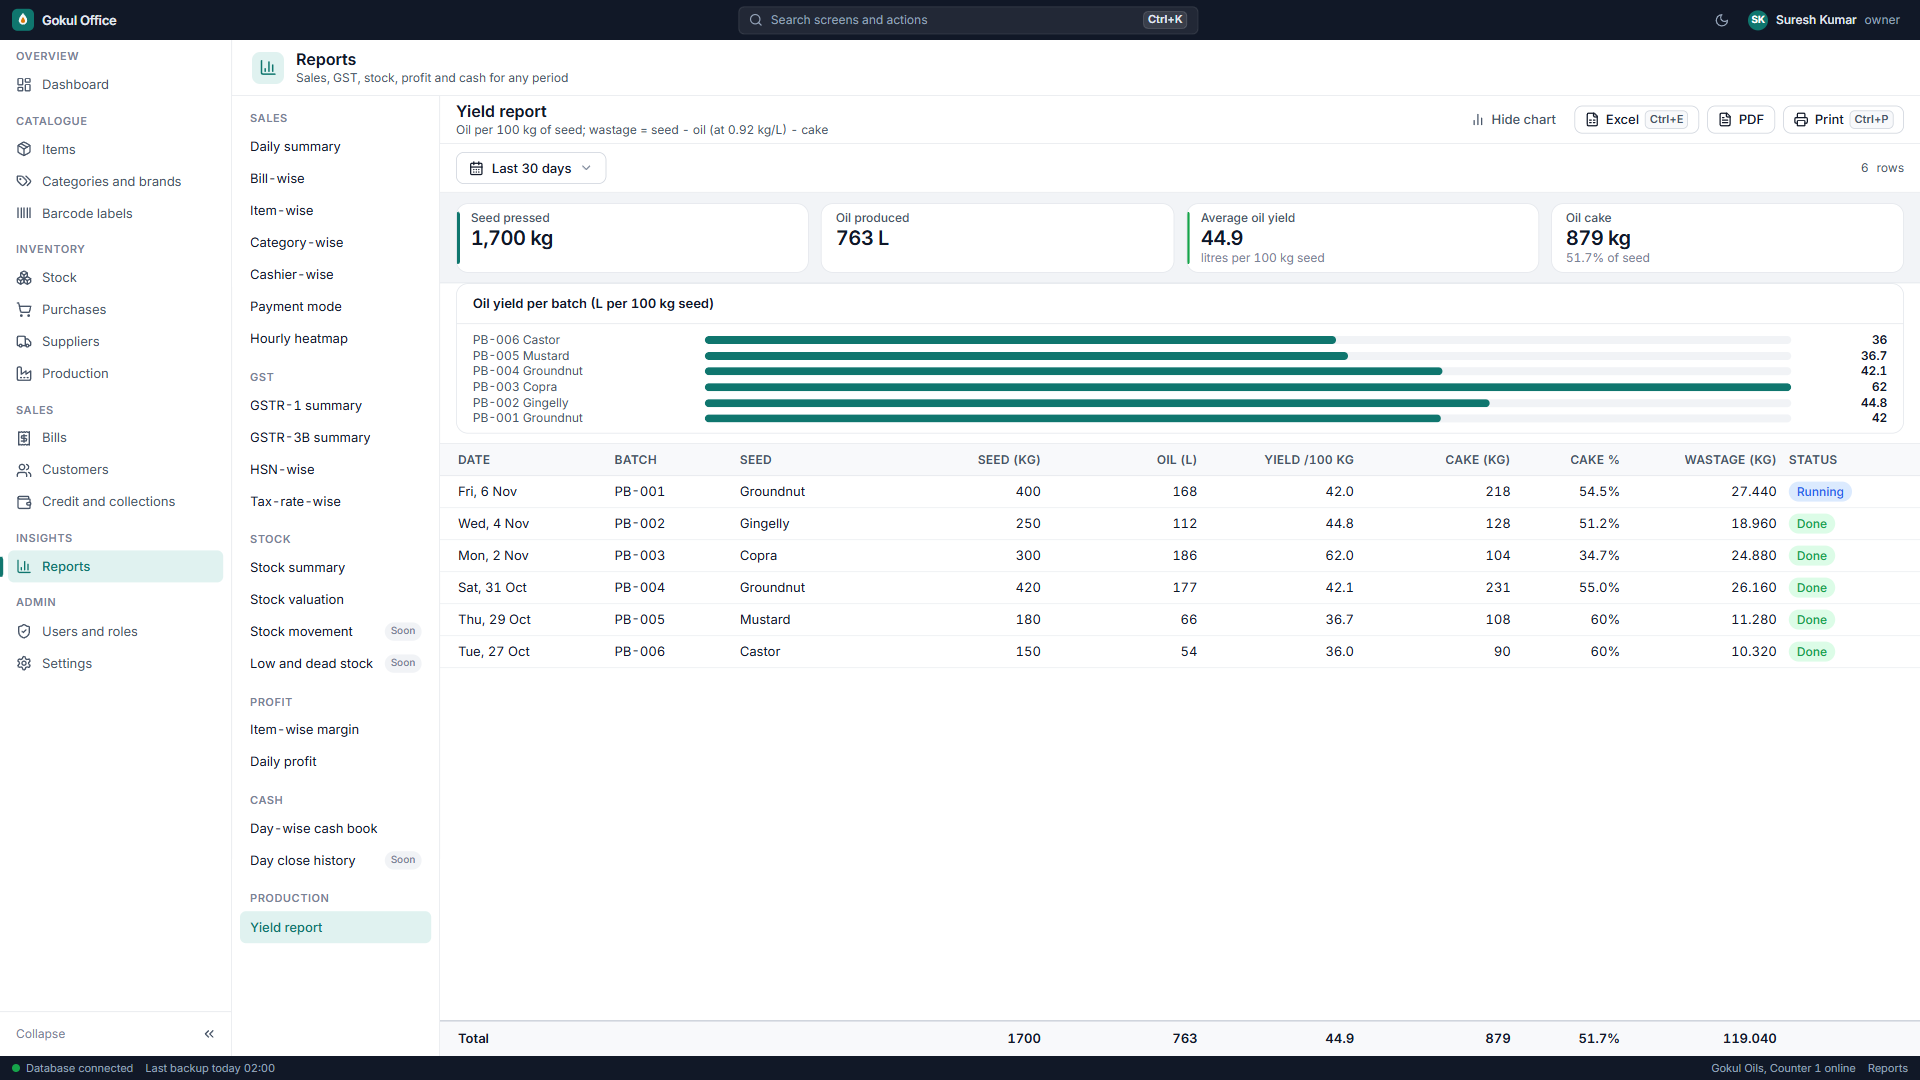 Gokul Office
Search screens and actions Ctrl+K
SK Suresh Kumar owner
OVERVIEW
Dashboard
CATALOGUE
Items
Categories and brands
Barcode labels
INVENTORY
Stock
Purchases
Suppliers
Production
SALES
Bills
Customers
Credit and collections
INSIGHTS
Reports
ADMIN
Users and roles
Settings
Collapse
Reports
Sales, GST, stock, profit and cash for any period
SALES
Daily summary
Bill-wise
Item-wise
Category-wise
Cashier-wise
Payment mode
Hourly heatmap
GST
GSTR-1 summary
GSTR-3B summary
HSN-wise
Tax-rate-wise
STOCK
Stock summary
Stock valuation
Stock movement Soon
Low and dead stock Soon
PROFIT
Item-wise margin
Daily profit
CASH
Day-wise cash book
Day close history Soon
PRODUCTION
Yield report
Yield report
Oil per 100 kg of seed; wastage = seed - oil (at 0.92 kg/L) - cake
Hide chart Excel Ctrl+E PDF Print Ctrl+P
Last 30 days
6 rows
Seed pressed
1,700 kg
Oil produced
763 L
Average oil yield
44.9
litres per 100 kg seed
Oil cake
879 kg
51.7% of seed
Oil yield per batch (L per 100 kg seed)
PB-006 Castor 36
PB-005 Mustard 36.7
PB-004 Groundnut 42.1
PB-003 Copra 62
PB-002 Gingelly 44.8
PB-001 Groundnut 42
DATE BATCH SEED SEED (KG) OIL (L) YIELD /100 KG CAKE (KG) CAKE % WASTAGE (KG) STATUS
Fri, 6 Nov PB-001 Groundnut 400 168 42.0 218 54.5% 27.440 Running
Wed, 4 Nov PB-002 Gingelly 250 112 44.8 128 51.2% 18.960 Done
Mon, 2 Nov PB-003 Copra 300 186 62.0 104 34.7% 24.880 Done
Sat, 31 Oct PB-004 Groundnut 420 177 42.1 231 55.0% 26.160 Done
Thu, 29 Oct PB-005 Mustard 180 66 36.7 108 60% 11.280 Done
Tue, 27 Oct PB-006 Castor 150 54 36.0 90 60% 10.320 Done
Total 1700 763 44.9 879 51.7% 119.040
Database connected Last backup today 02:00
Gokul Oils, Counter 1 online Reports